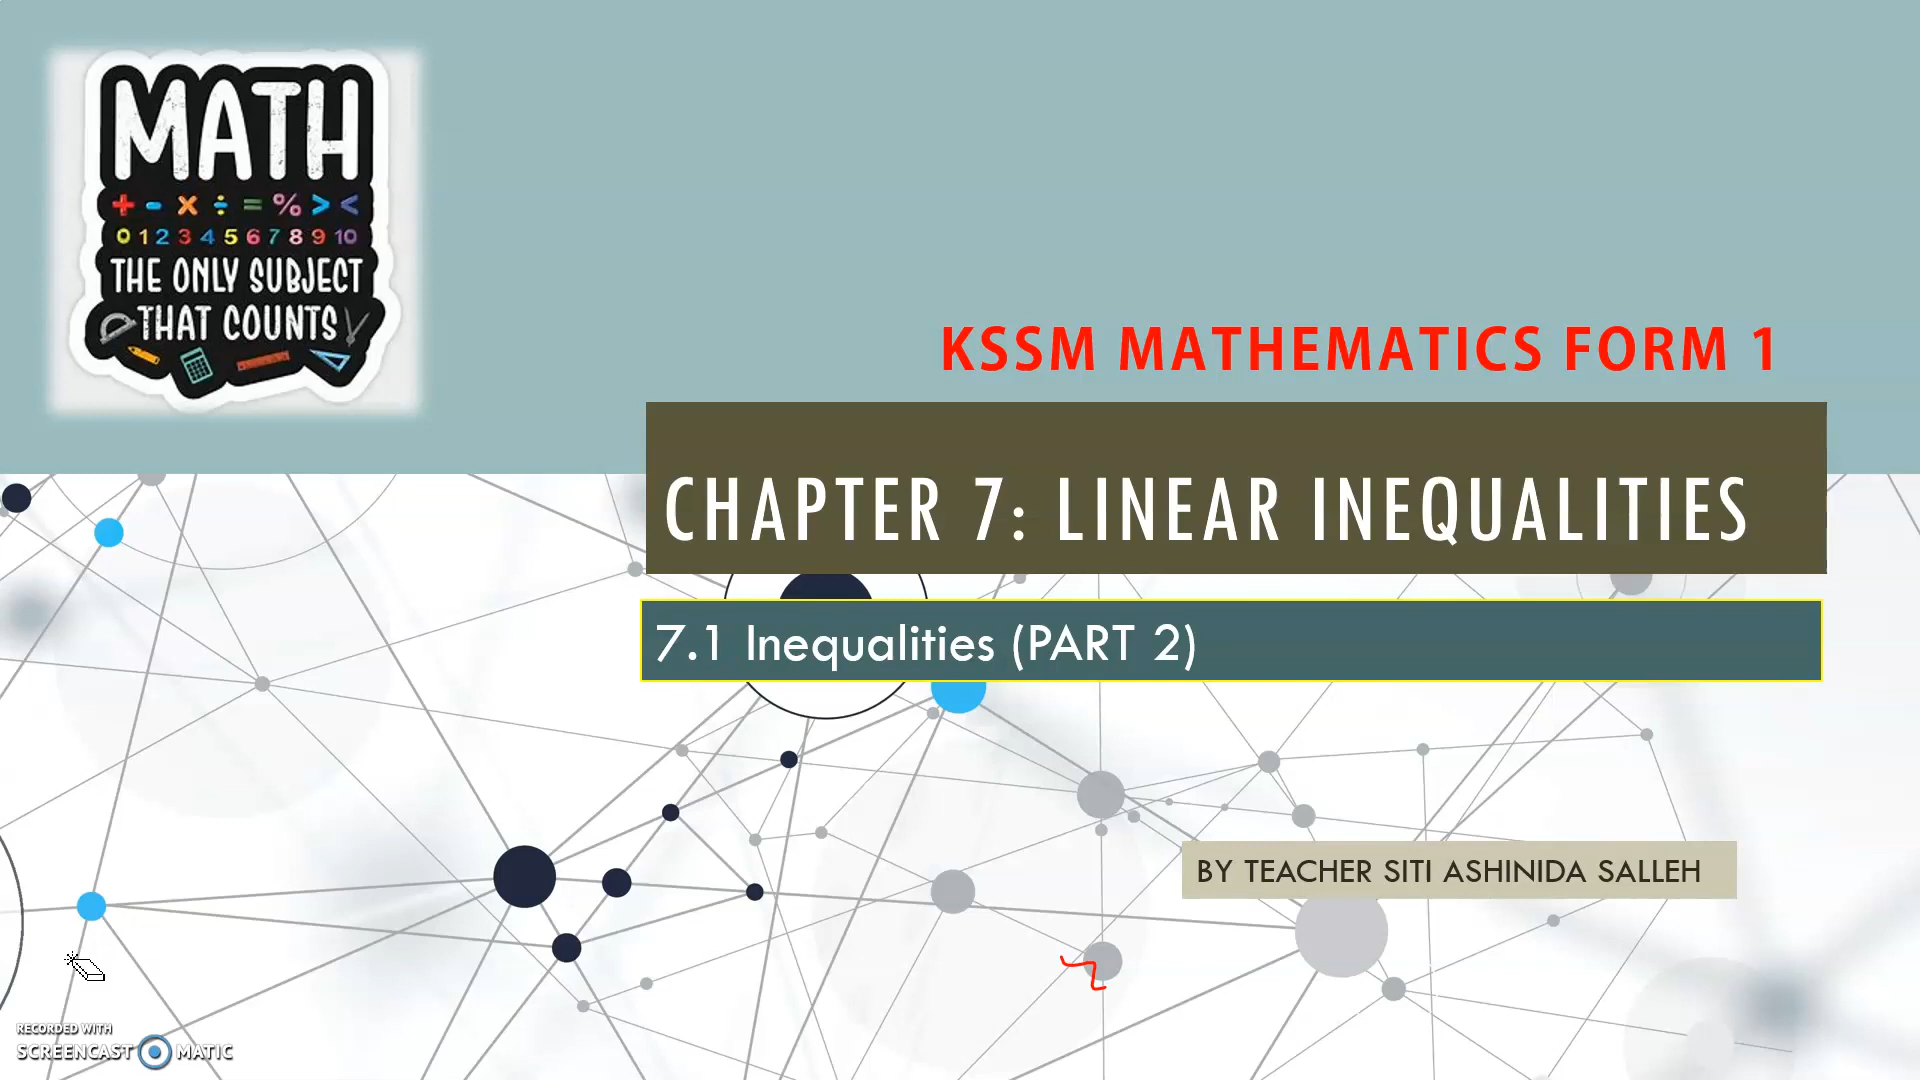 MATH
+ - × ÷ = % > <
0 1 2 3 4 5 6 7 8 9 10
THE ONLY SUBJECT
THAT COUNTS
KSSM MATHEMATICS FORM 1
CHAPTER 7: LINEAR INEQUALITIES
7.1 Inequalities (PART 2)
BY TEACHER SITI ASHINIDA SALLEH
RECORDED WITH
SCREENCAST MATIC